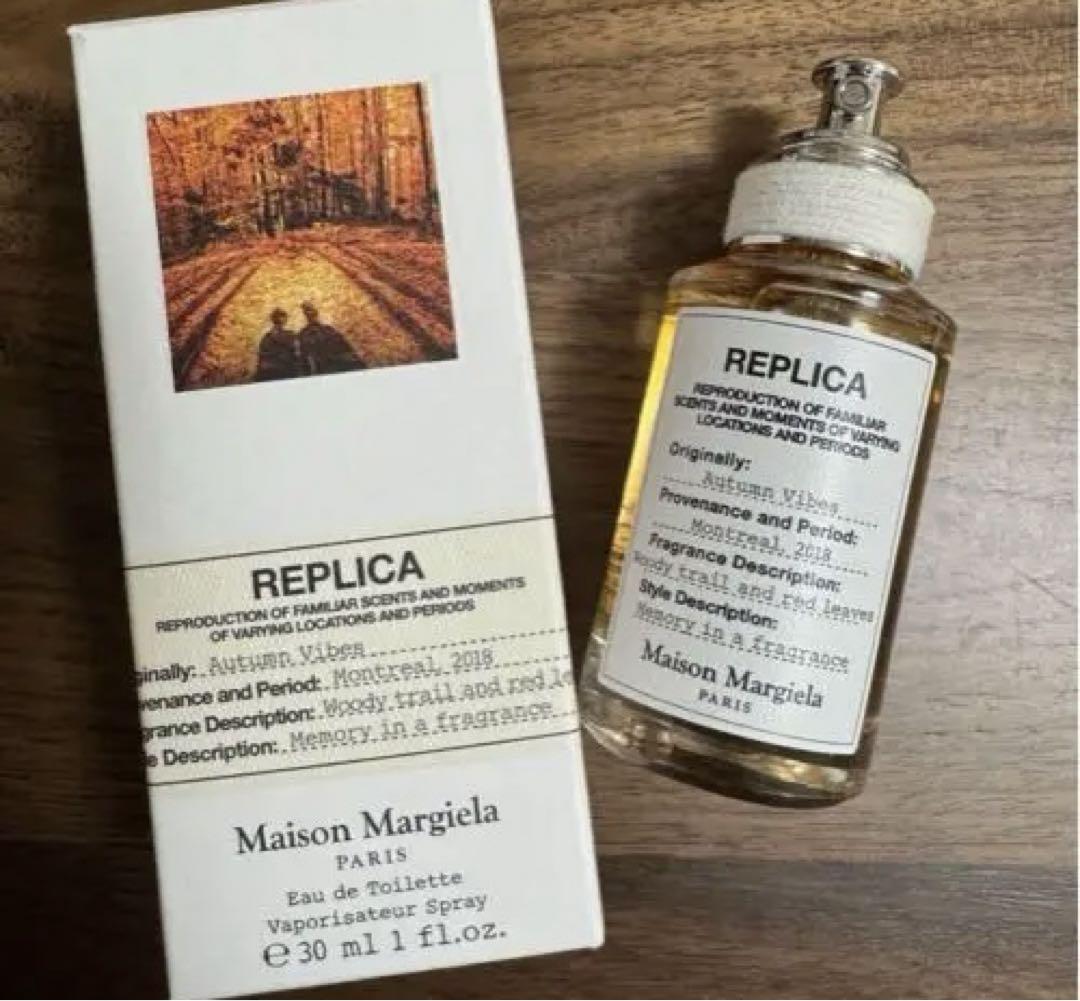 REPLICA
REPRODUCTION OF FAMILIAR SCENTS AND MOMENTS
OF VARYING LOCATIONS AND PERIODS
ginally: Autumn Vibes
venance and Period: Montreal, 2018
grance Description: Woody trail and red le
e Description: Memory in a fragrance
Maison Margiela
PARIS
Eau de Toilette
Vaporisateur Spray
℮ 30 ml 1 fl.oz.
REPLICA
REPRODUCTION OF FAMILIAR
SCENTS AND MOMENTS OF VARYING
LOCATIONS AND PERIODS
Originally:
Autumn Vibes
Provenance and Period:
Montreal, 2018
Fragrance Description:
Woody trail and red leaves
Style Description:
Memory in a fragrance
Maison Margiela
PARIS